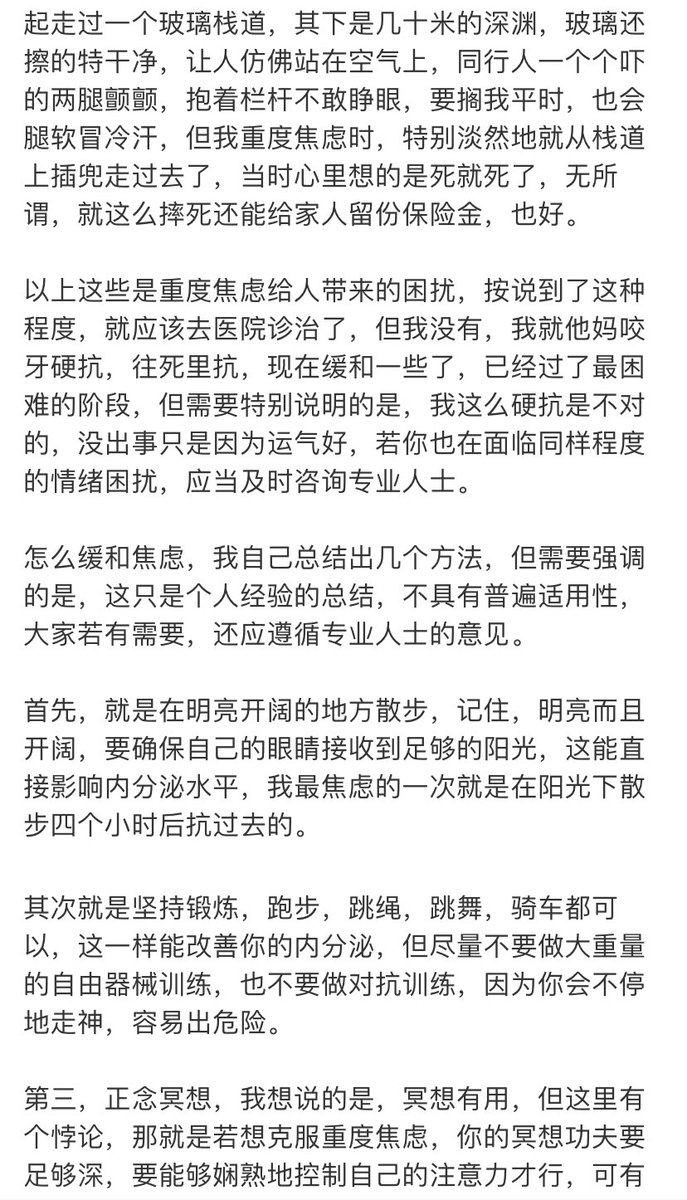 起走过一个玻璃栈道，其下是几十米的深渊，玻璃还
擦的特干净，让人仿佛站在空气上，同行人一个个吓
的两腿颤颤，抱着栏杆不敢睁眼，要搁我平时，也会
腿软冒冷汗，但我重度焦虑时，特别淡然地就从栈道
上插兜走过去了，当时心里想的是死就死了，无所
谓，就这么摔死还能给家人留份保险金，也好。
以上这些是重度焦虑给人带来的困扰，按说到了这种
程度，就应该去医院诊治了，但我没有，我就他妈咬
牙硬抗，往死里抗，现在缓和一些了，已经过了最困
难的阶段，但需要特别说明的是，我这么硬抗是不对
的，没出事只是因为运气好，若你也在面临同样程度
的情绪困扰，应当及时咨询专业人士。
怎么缓和焦虑，我自己总结出几个方法，但需要强调
的是，这只是个人经验的总结，不具有普遍适用性，
大家若有需要，还应遵循专业人士的意见。
首先，就是在明亮开阔的地方散步，记住，明亮而且
开阔，要确保自己的眼睛接收到足够的阳光，这能直
接影响内分泌水平，我最焦虑的一次就是在阳光下散
步四个小时后抗过去的。
其次就是坚持锻炼，跑步，跳绳，跳舞，骑车都可
以，这一样能改善你的内分泌，但尽量不要做大重量
的自由器械训练，也不要做对抗训练，因为你会不停
地走神，容易出危险。
第三，正念冥想，我想说的是，冥想有用，但这里有
个悖论，那就是若想克服重度焦虑，你的冥想功夫要
足够深，要能够娴熟地控制自己的注意力才行，可有